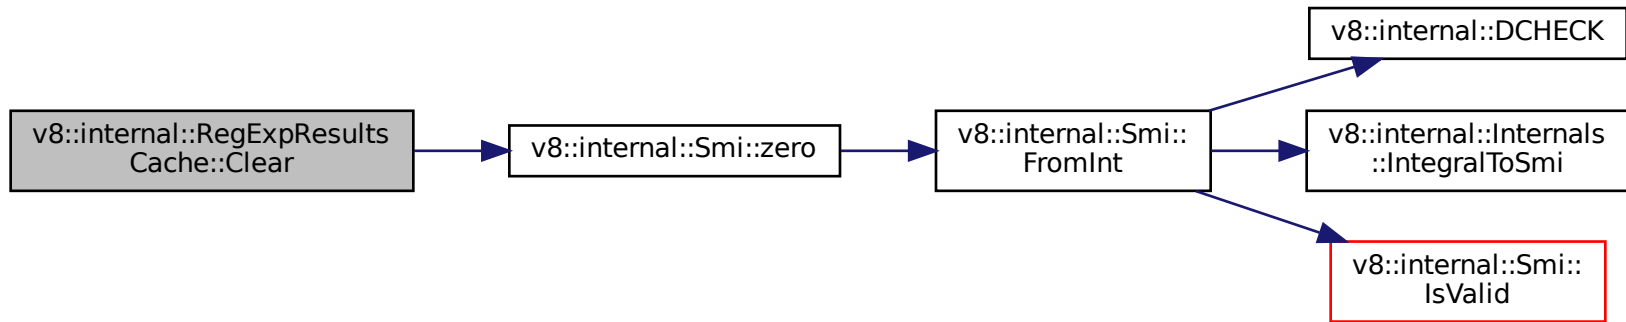 v8::internal::RegExpResults
Cache::Clear
v8::internal::Smi::zero
v8::internal::Smi::
FromInt
v8::internal::DCHECK
v8::internal::Internals
::IntegralToSmi
v8::internal::Smi::
IsValid